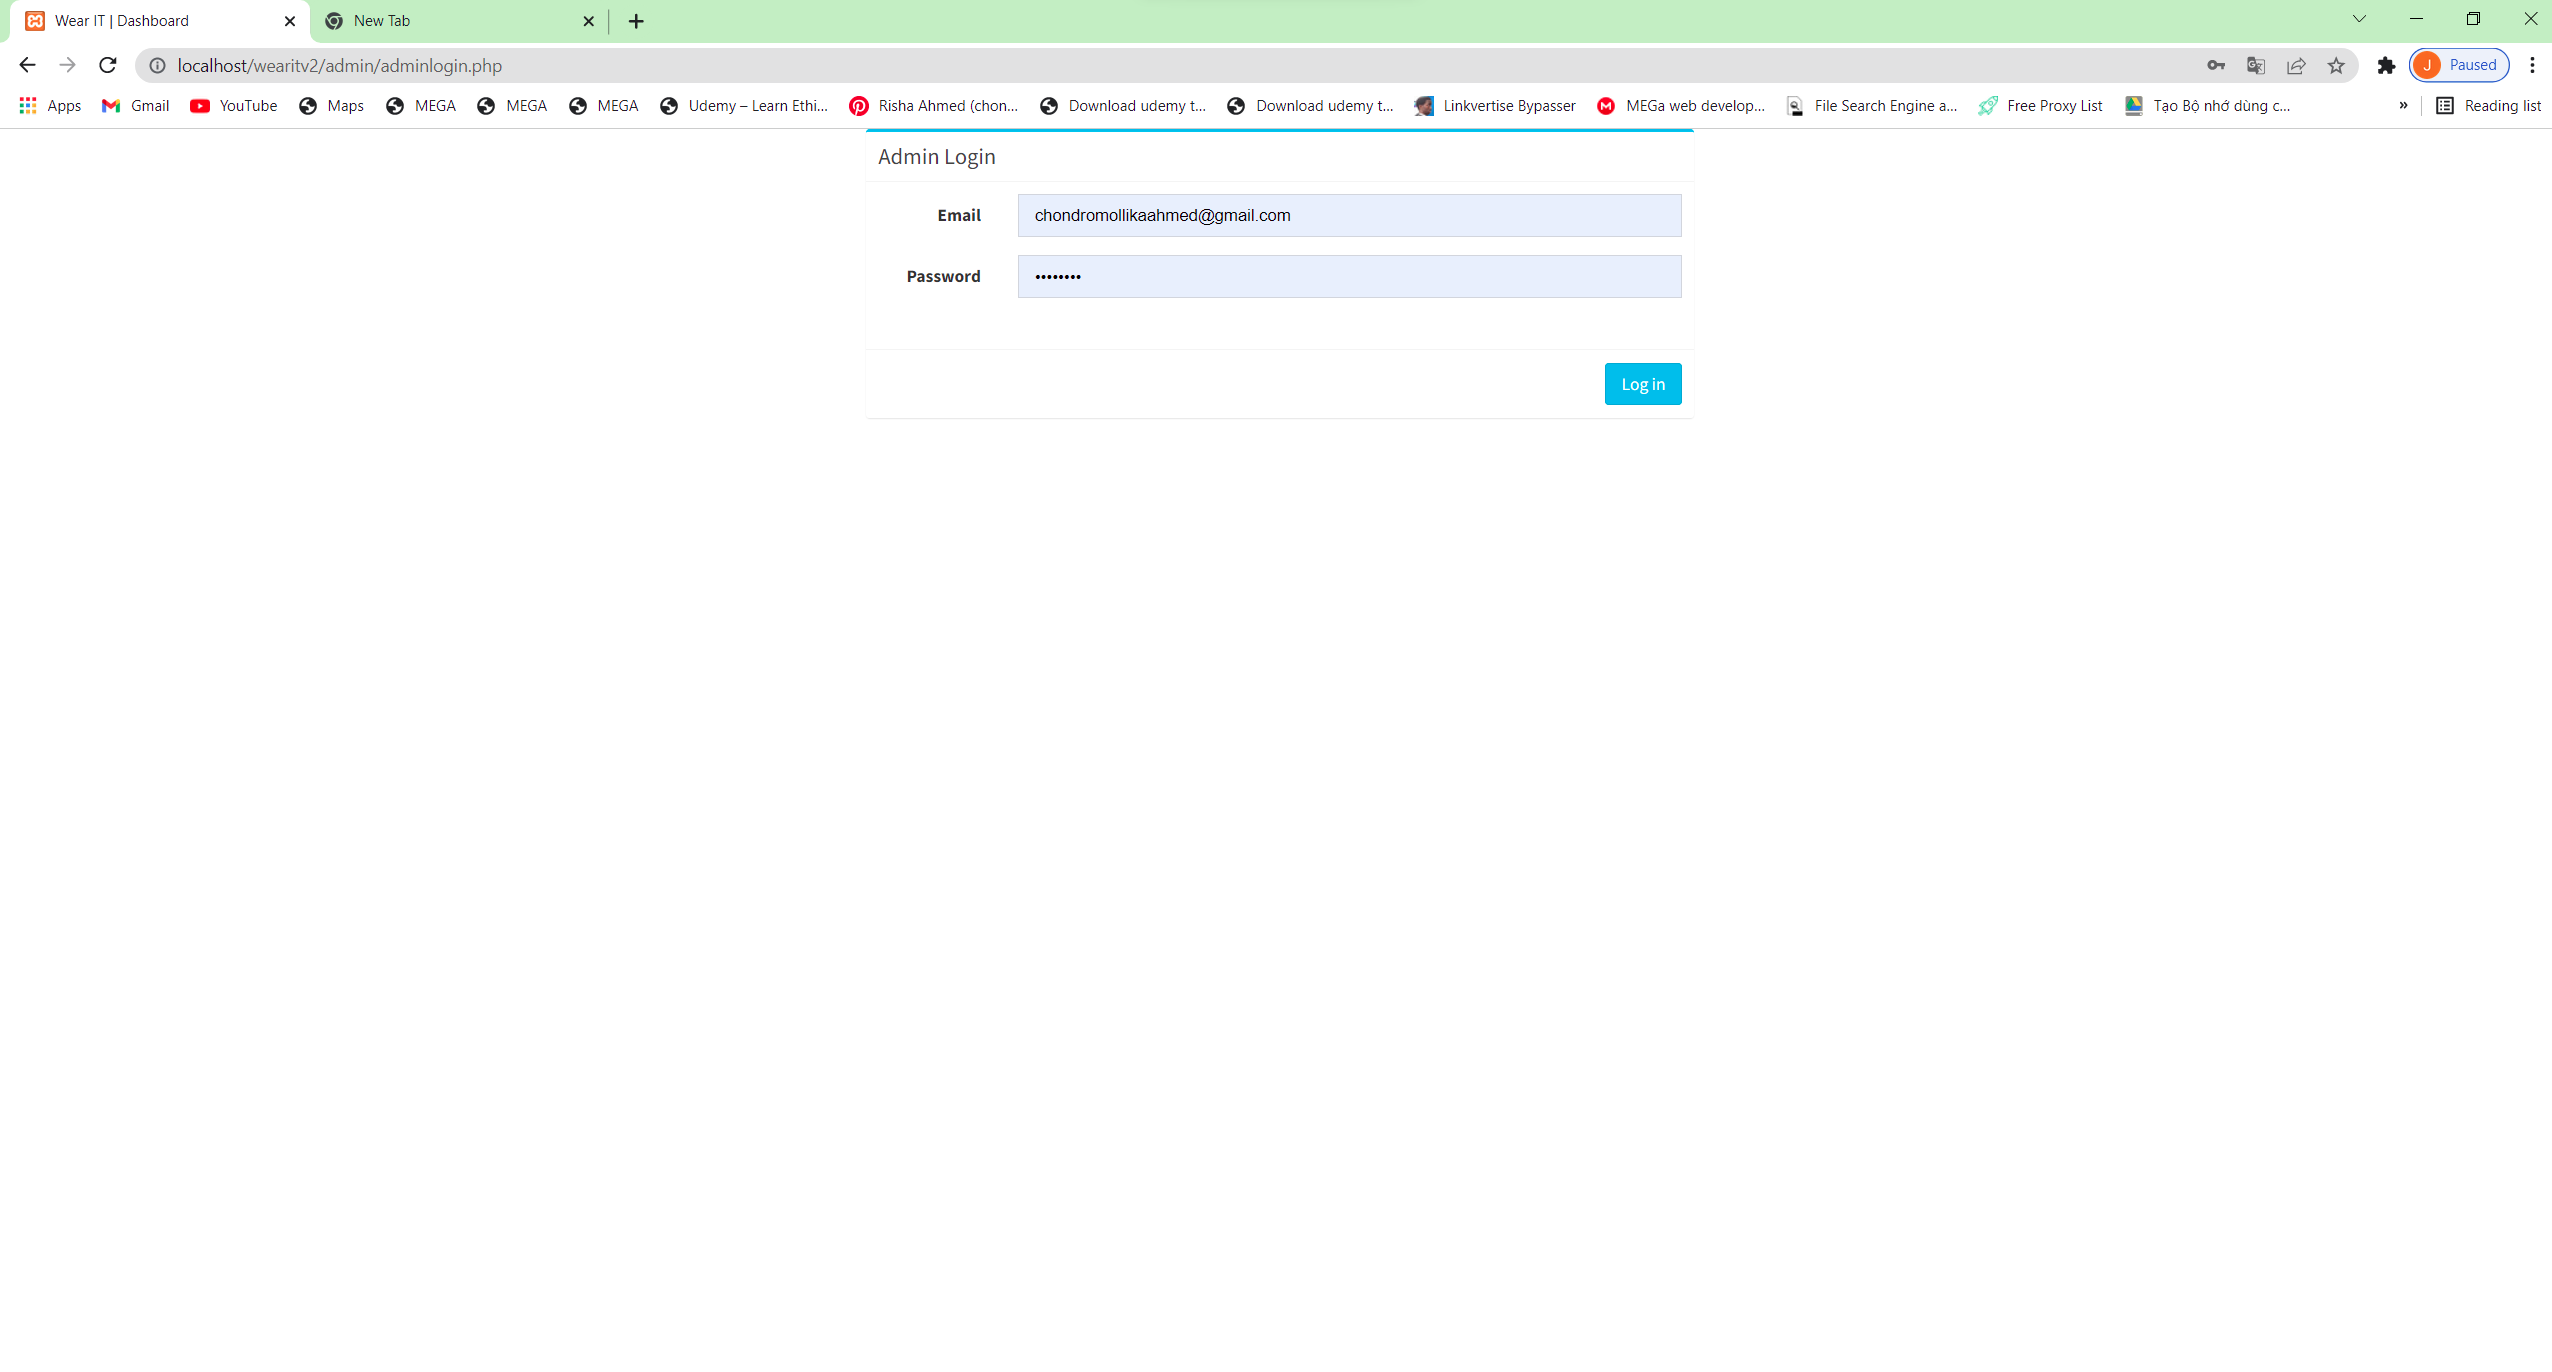 Wear IT | Dashboard
New Tab
localhost/wearitv2/admin/adminlogin.php
J Paused
Apps Gmail YouTube Maps MEGA MEGA MEGA Udemy – Learn Ethi... Risha Ahmed (chon... Download udemy t... Download udemy t... Linkvertise Bypasser MEGa web develop... File Search Engine a... Free Proxy List Tạo Bộ nhớ dùng c... » Reading list
Admin Login
Email chondromollikaahmed@gmail.com
Password ••••••••
Log in